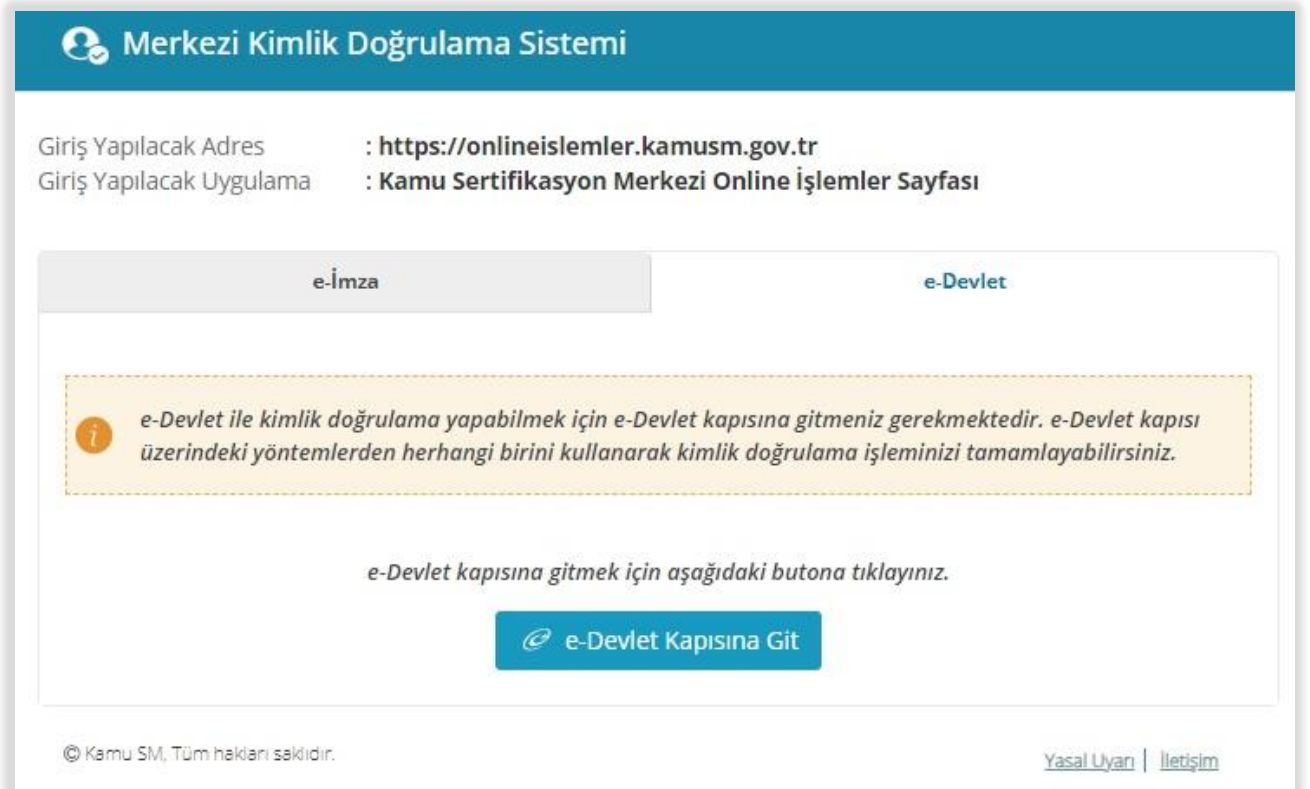 Merkezi Kimlik Doğrulama Sistemi
Giriş Yapılacak Adres : https://onlineislemler.kamusm.gov.tr
Giriş Yapılacak Uygulama : Kamu Sertifikasyon Merkezi Online İşlemler Sayfası
e-İmza e-Devlet
e-Devlet ile kimlik doğrulama yapabilmek için e-Devlet kapısına gitmeniz gerekmektedir. e-Devlet kapısı
üzerindeki yöntemlerden herhangi birini kullanarak kimlik doğrulama işleminizi tamamlayabilirsiniz.
e-Devlet kapısına gitmek için aşağıdaki butona tıklayınız.
e-Devlet Kapısına Git
© Kamu SM, Tüm hakları saklıdır. Yasal Uyarı | İletişim